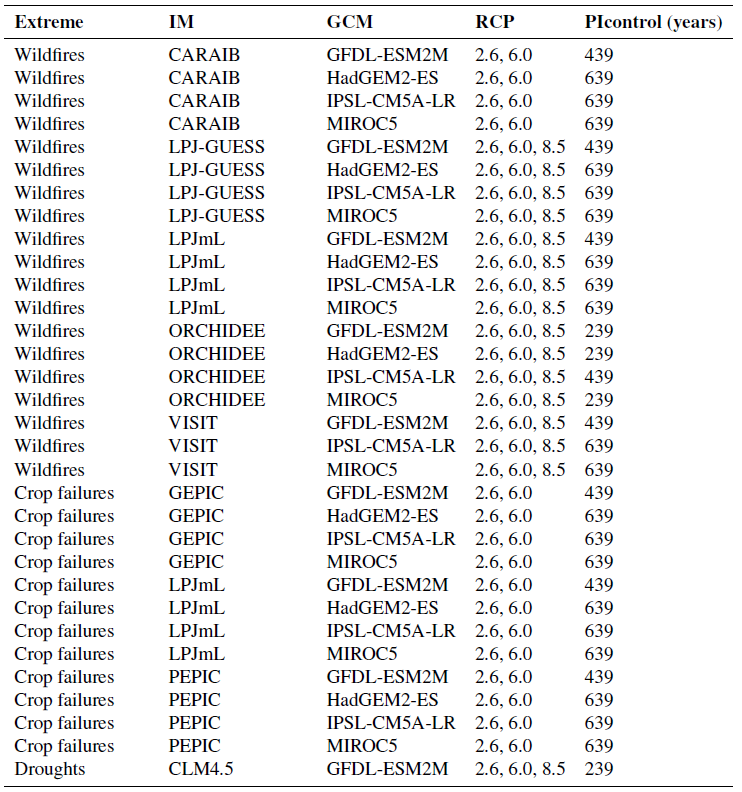 Extreme IM GCM RCP PIcontrol (years)
Wildfires CARAIB GFDL-ESM2M 2.6, 6.0 439
Wildfires CARAIB HadGEM2-ES 2.6, 6.0 639
Wildfires CARAIB IPSL-CM5A-LR 2.6, 6.0 639
Wildfires CARAIB MIROC5 2.6, 6.0 639
Wildfires LPJ-GUESS GFDL-ESM2M 2.6, 6.0, 8.5 439
Wildfires LPJ-GUESS HadGEM2-ES 2.6, 6.0, 8.5 639
Wildfires LPJ-GUESS IPSL-CM5A-LR 2.6, 6.0, 8.5 639
Wildfires LPJ-GUESS MIROC5 2.6, 6.0, 8.5 639
Wildfires LPJmL GFDL-ESM2M 2.6, 6.0, 8.5 439
Wildfires LPJmL HadGEM2-ES 2.6, 6.0, 8.5 639
Wildfires LPJmL IPSL-CM5A-LR 2.6, 6.0, 8.5 639
Wildfires LPJmL MIROC5 2.6, 6.0, 8.5 639
Wildfires ORCHIDEE GFDL-ESM2M 2.6, 6.0, 8.5 239
Wildfires ORCHIDEE HadGEM2-ES 2.6, 6.0, 8.5 239
Wildfires ORCHIDEE IPSL-CM5A-LR 2.6, 6.0, 8.5 439
Wildfires ORCHIDEE MIROC5 2.6, 6.0, 8.5 239
Wildfires VISIT GFDL-ESM2M 2.6, 6.0, 8.5 439
Wildfires VISIT IPSL-CM5A-LR 2.6, 6.0, 8.5 639
Wildfires VISIT MIROC5 2.6, 6.0, 8.5 639
Crop failures GEPIC GFDL-ESM2M 2.6, 6.0 439
Crop failures GEPIC HadGEM2-ES 2.6, 6.0 639
Crop failures GEPIC IPSL-CM5A-LR 2.6, 6.0 639
Crop failures GEPIC MIROC5 2.6, 6.0 639
Crop failures LPJmL GFDL-ESM2M 2.6, 6.0 439
Crop failures LPJmL HadGEM2-ES 2.6, 6.0 639
Crop failures LPJmL IPSL-CM5A-LR 2.6, 6.0 639
Crop failures LPJmL MIROC5 2.6, 6.0 639
Crop failures PEPIC GFDL-ESM2M 2.6, 6.0 439
Crop failures PEPIC HadGEM2-ES 2.6, 6.0 639
Crop failures PEPIC IPSL-CM5A-LR 2.6, 6.0 639
Crop failures PEPIC MIROC5 2.6, 6.0 639
Droughts CLM4.5 GFDL-ESM2M 2.6, 6.0, 8.5 239